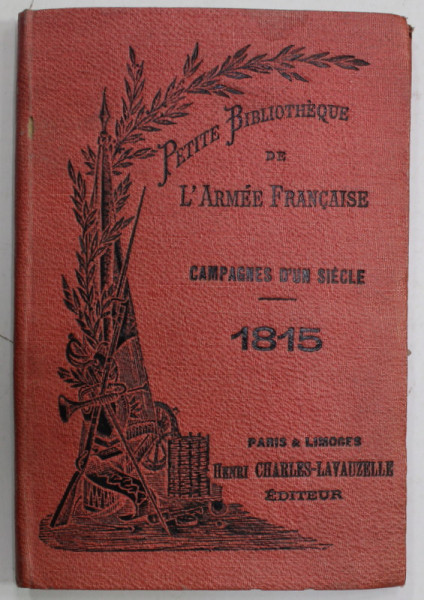 PETITE BIBLIOTHÈQUE
DE
L'ARMÉE FRANÇAISE
CAMPAGNES D'UN SIÈCLE
1815
PARIS & LIMOGES
HENRI CHARLES-LAVAUZELLE
ÉDITEUR